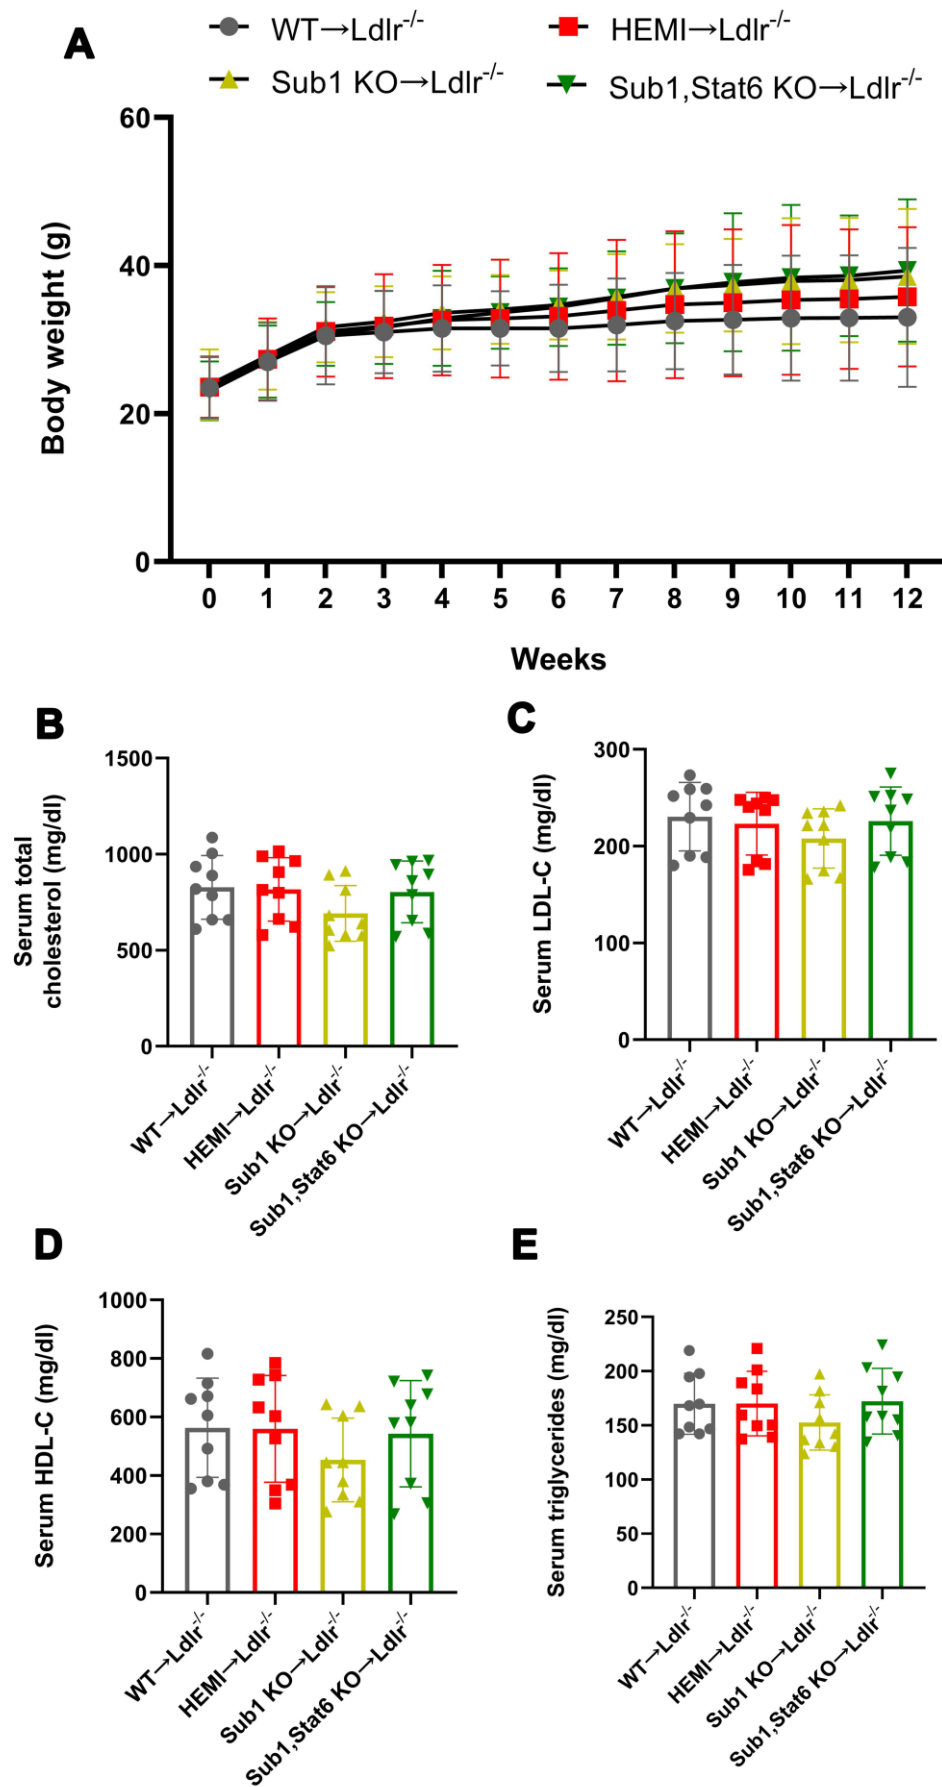 A
WT→Ldlr-/-
HEMI→Ldlr-/-
Sub1 KO→Ldlr-/-
Sub1,Stat6 KO→Ldlr-/-
Body weight (g)
60
40
20
0
0 1 2 3 4 5 6 7 8 9 10 11 12
Weeks
B
Serum total
cholesterol (mg/dl)
1500
1000
500
0
WT→Ldlr-/-
HEMI→Ldlr-/-
Sub1 KO→Ldlr-/-
Sub1,Stat6 KO→Ldlr-/-
C
Serum LDL-C (mg/dl)
300
200
100
0
WT→Ldlr-/-
HEMI→Ldlr-/-
Sub1 KO→Ldlr-/-
Sub1,Stat6 KO→Ldlr-/-
D
Serum HDL-C (mg/dl)
1000
800
600
400
200
0
WT→Ldlr-/-
HEMI→Ldlr-/-
Sub1 KO→Ldlr-/-
Sub1,Stat6 KO→Ldlr-/-
E
Serum triglycerides (mg/dl)
250
200
150
100
50
0
WT→Ldlr-/-
HEMI→Ldlr-/-
Sub1 KO→Ldlr-/-
Sub1,Stat6 KO→Ldlr-/-